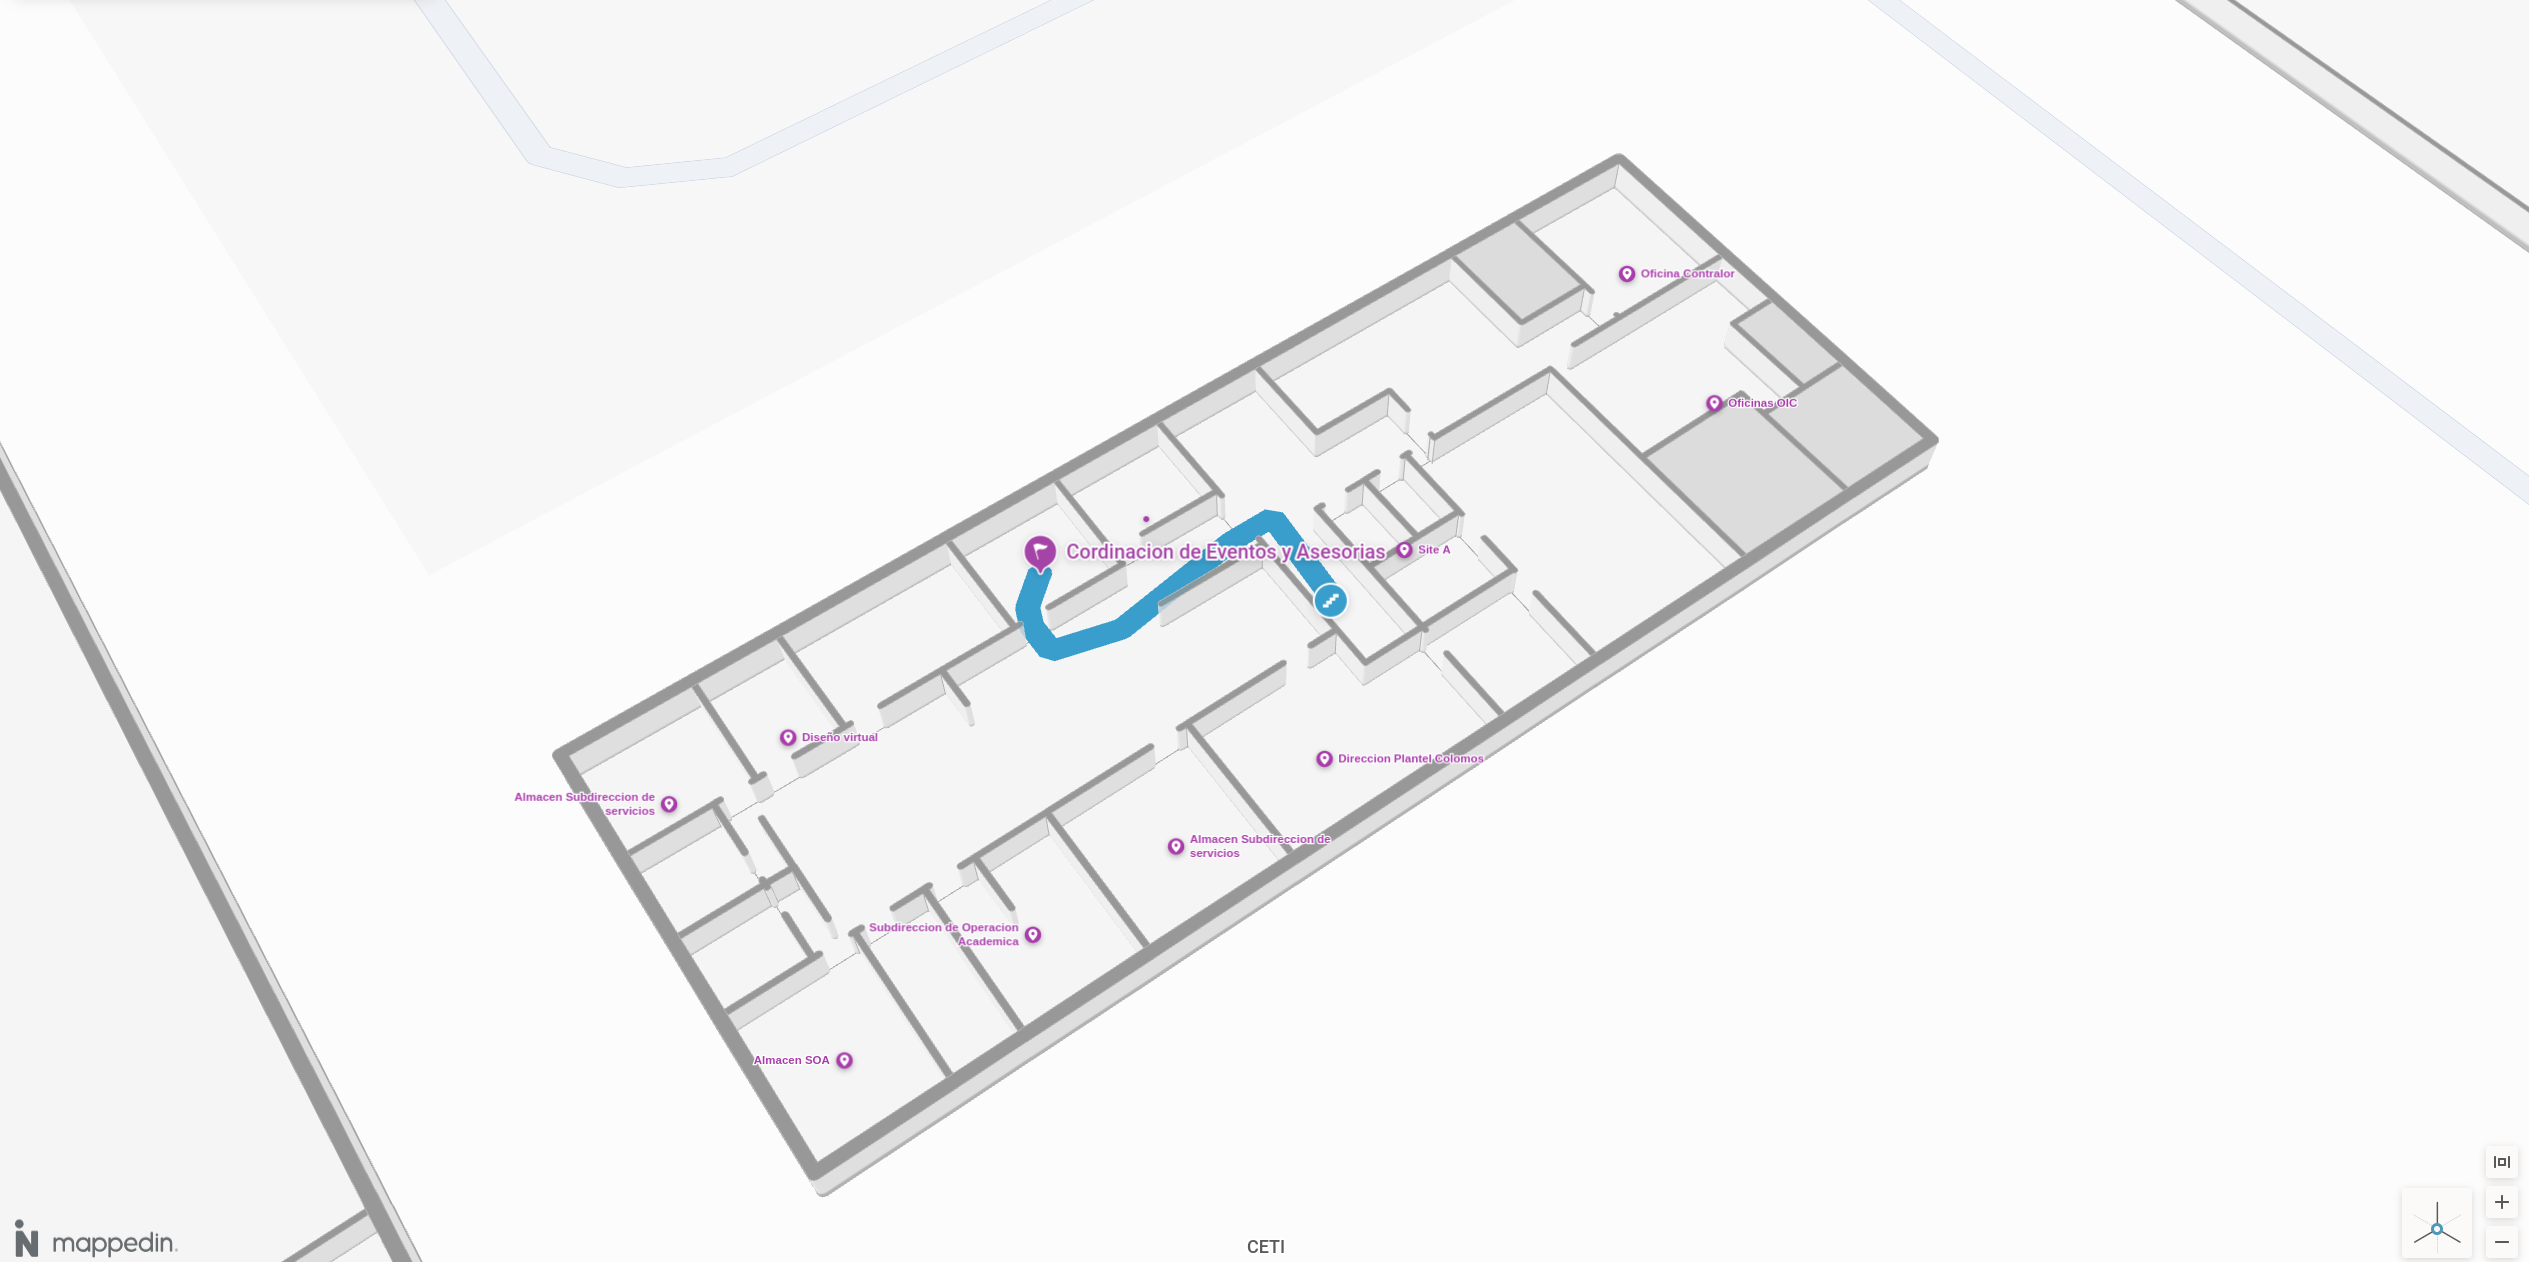 Oficina Contralor
Oficinas OIC
Cordinacion de Eventos y Asesorias
Site A
Diseño virtual
Direccion Plantel Colomos
Almacen Subdireccion de
servicios
Almacen Subdireccion de
servicios
Subdireccion de Operacion
Academica
Almacen SOA
mappedin.
CETI